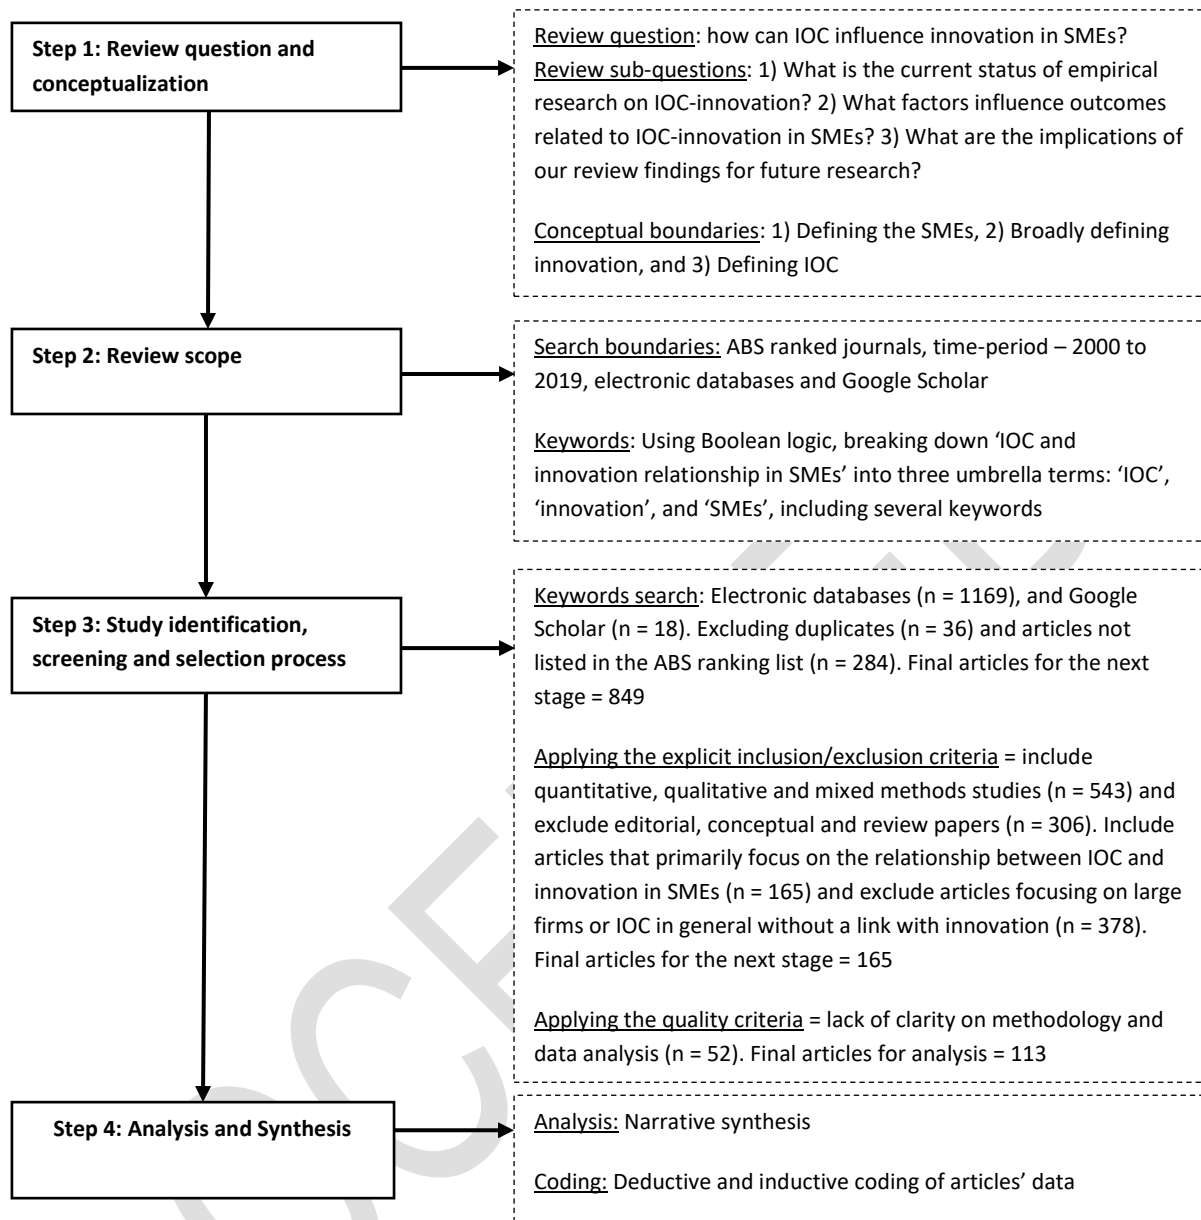 Step 1: Review question and
conceptualization
Review question: how can IOC influence innovation in SMEs?
Review sub-questions: 1) What is the current status of empirical
research on IOC-innovation? 2) What factors influence outcomes
related to IOC-innovation in SMEs? 3) What are the implications of
our review findings for future research?
Conceptual boundaries: 1) Defining the SMEs, 2) Broadly defining
innovation, and 3) Defining IOC
Step 2: Review scope
Search boundaries: ABS ranked journals, time-period – 2000 to
2019, electronic databases and Google Scholar
Keywords: Using Boolean logic, breaking down ‘IOC and
innovation relationship in SMEs’ into three umbrella terms: ‘IOC’,
‘innovation’, and ‘SMEs’, including several keywords
Step 3: Study identification,
screening and selection process
Keywords search: Electronic databases (n = 1169), and Google
Scholar (n = 18). Excluding duplicates (n = 36) and articles not
listed in the ABS ranking list (n = 284). Final articles for the next
stage = 849
Applying the explicit inclusion/exclusion criteria = include
quantitative, qualitative and mixed methods studies (n = 543) and
exclude editorial, conceptual and review papers (n = 306). Include
articles that primarily focus on the relationship between IOC and
innovation in SMEs (n = 165) and exclude articles focusing on large
firms or IOC in general without a link with innovation (n = 378).
Final articles for the next stage = 165
Applying the quality criteria = lack of clarity on methodology and
data analysis (n = 52). Final articles for analysis = 113
Step 4: Analysis and Synthesis
Analysis: Narrative synthesis
Coding: Deductive and inductive coding of articles’ data